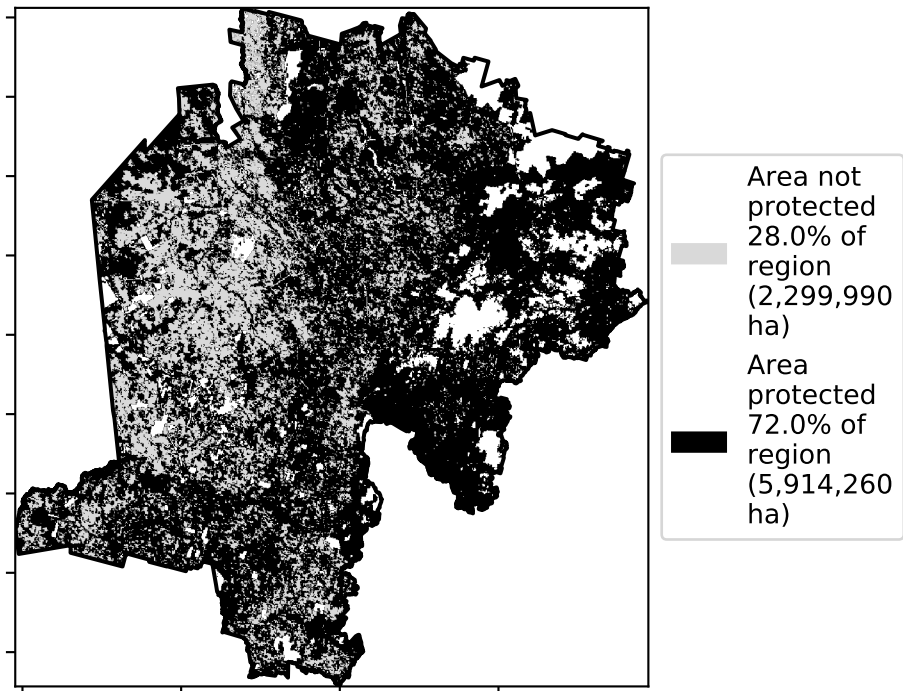 Area not
protected
28.0% of
region
(2,299,990
ha)
Area
protected
72.0% of
region
(5,914,260
ha)